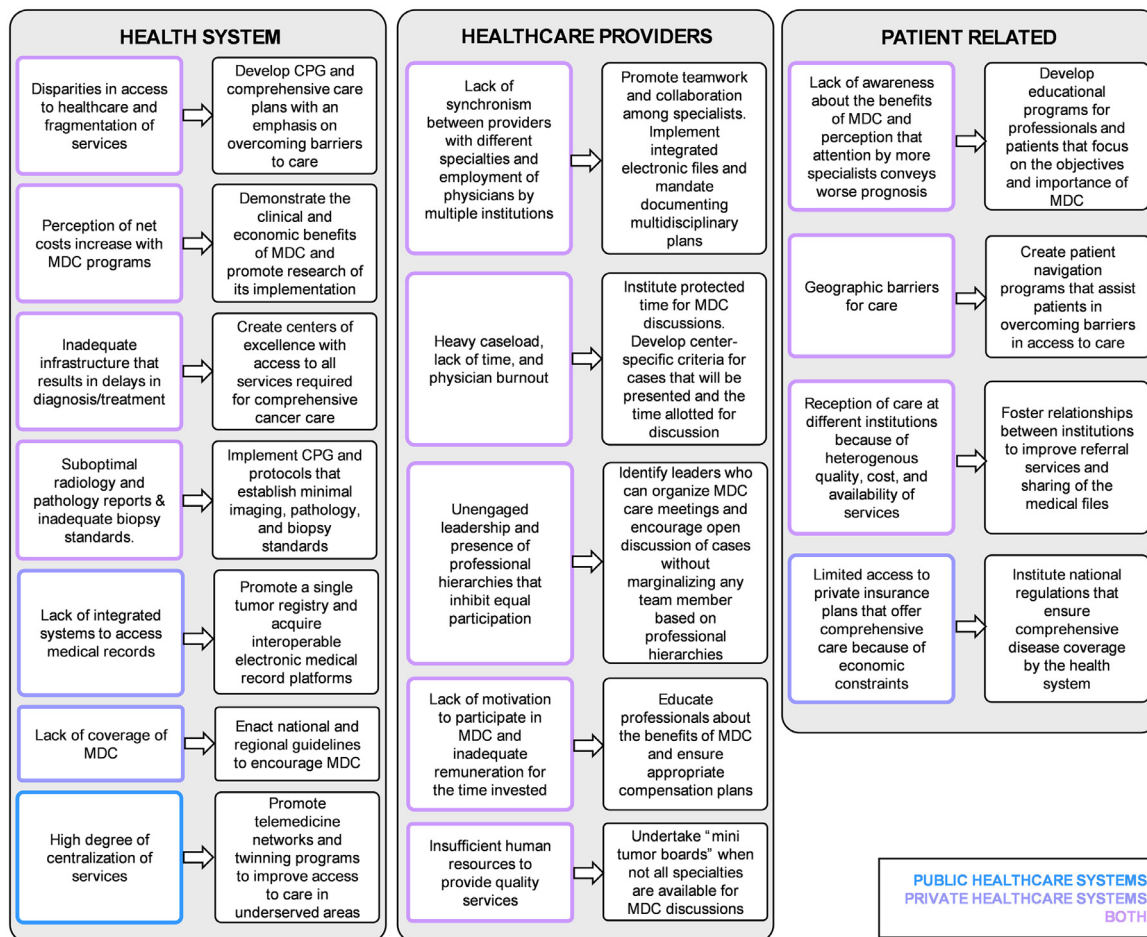 HEALTH SYSTEM
Disparities in access
to healthcare and
fragmentation of
services
Develop CPG and
comprehensive care
plans with an
emphasis on
overcoming barriers
to care
Perception of net
costs increase with
MDC programs
Demonstrate the
clinical and
economic benefits
of MDC and
promote research of
its implementation
Inadequate
infrastructure that
results in delays in
diagnosis/treatment
Create centers of
excellence with
access to all
services required
for comprehensive
cancer care
Suboptimal
radiology and
pathology reports &
inadequate biopsy
standards.
Implement CPG and
protocols that
establish minimal
imaging, pathology,
and biopsy
standards
Lack of integrated
systems to access
medical records
Promote a single
tumor registry and
acquire
interoperable
electronic medical
record platforms
Lack of coverage of
MDC
Enact national and
regional guidelines
to encourage MDC
High degree of
centralization of
services
Promote
telemedicine
networks and
twinning programs
to improve access
to care in
underserved areas
HEALTHCARE PROVIDERS
Lack of
synchronism
between providers
with different
specialties and
employment of
physicians by
multiple institutions
Promote teamwork
and collaboration
among specialists.
Implement
integrated
electronic files and
mandate
documenting
multidisciplinary
plans
Heavy caseload,
lack of time, and
physician burnout
Institute protected
time for MDC
discussions.
Develop center-
specific criteria for
cases that will be
presented and the
time allotted for
discussion
Unengaged
leadership and
presence of
professional
hierarchies that
inhibit equal
participation
Identify leaders who
can organize MDC
care meetings and
encourage open
discussion of cases
without
marginalizing any
team member
based on
professional
hierarchies
Lack of motivation
to participate in
MDC and
inadequate
remuneration for
the time invested
Educate
professionals about
the benefits of MDC
and ensure
appropriate
compensation plans
Insufficient human
resources to
provide quality
services
Undertake “mini
tumor boards” when
not all specialties
are available for
MDC discussions
PATIENT RELATED
Lack of awareness
about the benefits
of MDC and
perception that
attention by more
specialists conveys
worse prognosis
Develop
educational
programs for
professionals and
patients that focus
on the objectives
and importance of
MDC
Geographic barriers
for care
Create patient
navigation
programs that assist
patients in
overcoming barriers
in access to care
Reception of care at
different institutions
because of
heterogenous
quality, cost, and
availability of
services
Foster relationships
between institutions
to improve referral
services and
sharing of the
medical files
Limited access to
private insurance
plans that offer
comprehensive
care because of
economic
constraints
Institute national
regulations that
ensure
comprehensive
disease coverage
by the health
system
PUBLIC HEALTHCARE SYSTEMS
PRIVATE HEALTHCARE SYSTEMS
BOTH